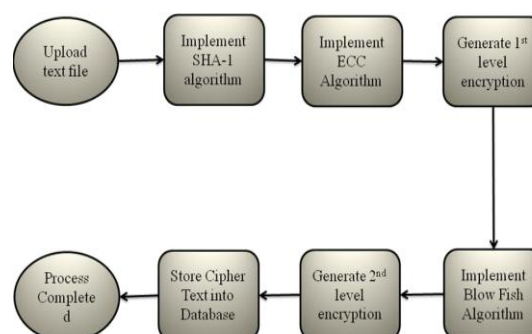 Upload
text file
Implement
SHA-1
algorithm
Implement
ECC
Algorithm
Generate 1st
level
encryption
Implement
Blow Fish
Algorithm
Generate 2nd
level
encryption
Store Cipher
Text into
Database
Process
Complete
d